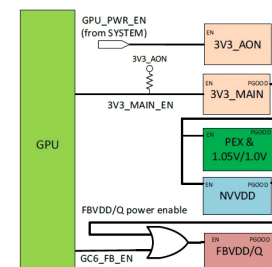 GPU_PWR_EN
(from SYSTEM)
EN
3V3_AON
3V3_AON
EN
PGOOD
3V3_MAIN
3V3_MAIN_EN
GPU
EN
PGOOD
PEX &
1.05V/1.0V
EN
PGOOD
NVVDD
FBVDD/Q power enable
EN
PGOOD
FBVDD/Q
GC6_FB_EN